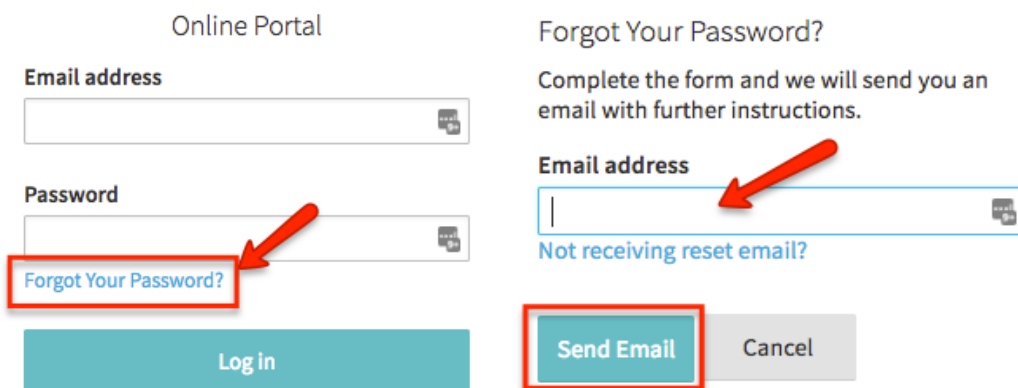 Online Portal
Email address
Password
Forgot Your Password?
Log in
Forgot Your Password?
Complete the form and we will send you an
email with further instructions.
Email address
Not receiving reset email?
Send Email
Cancel